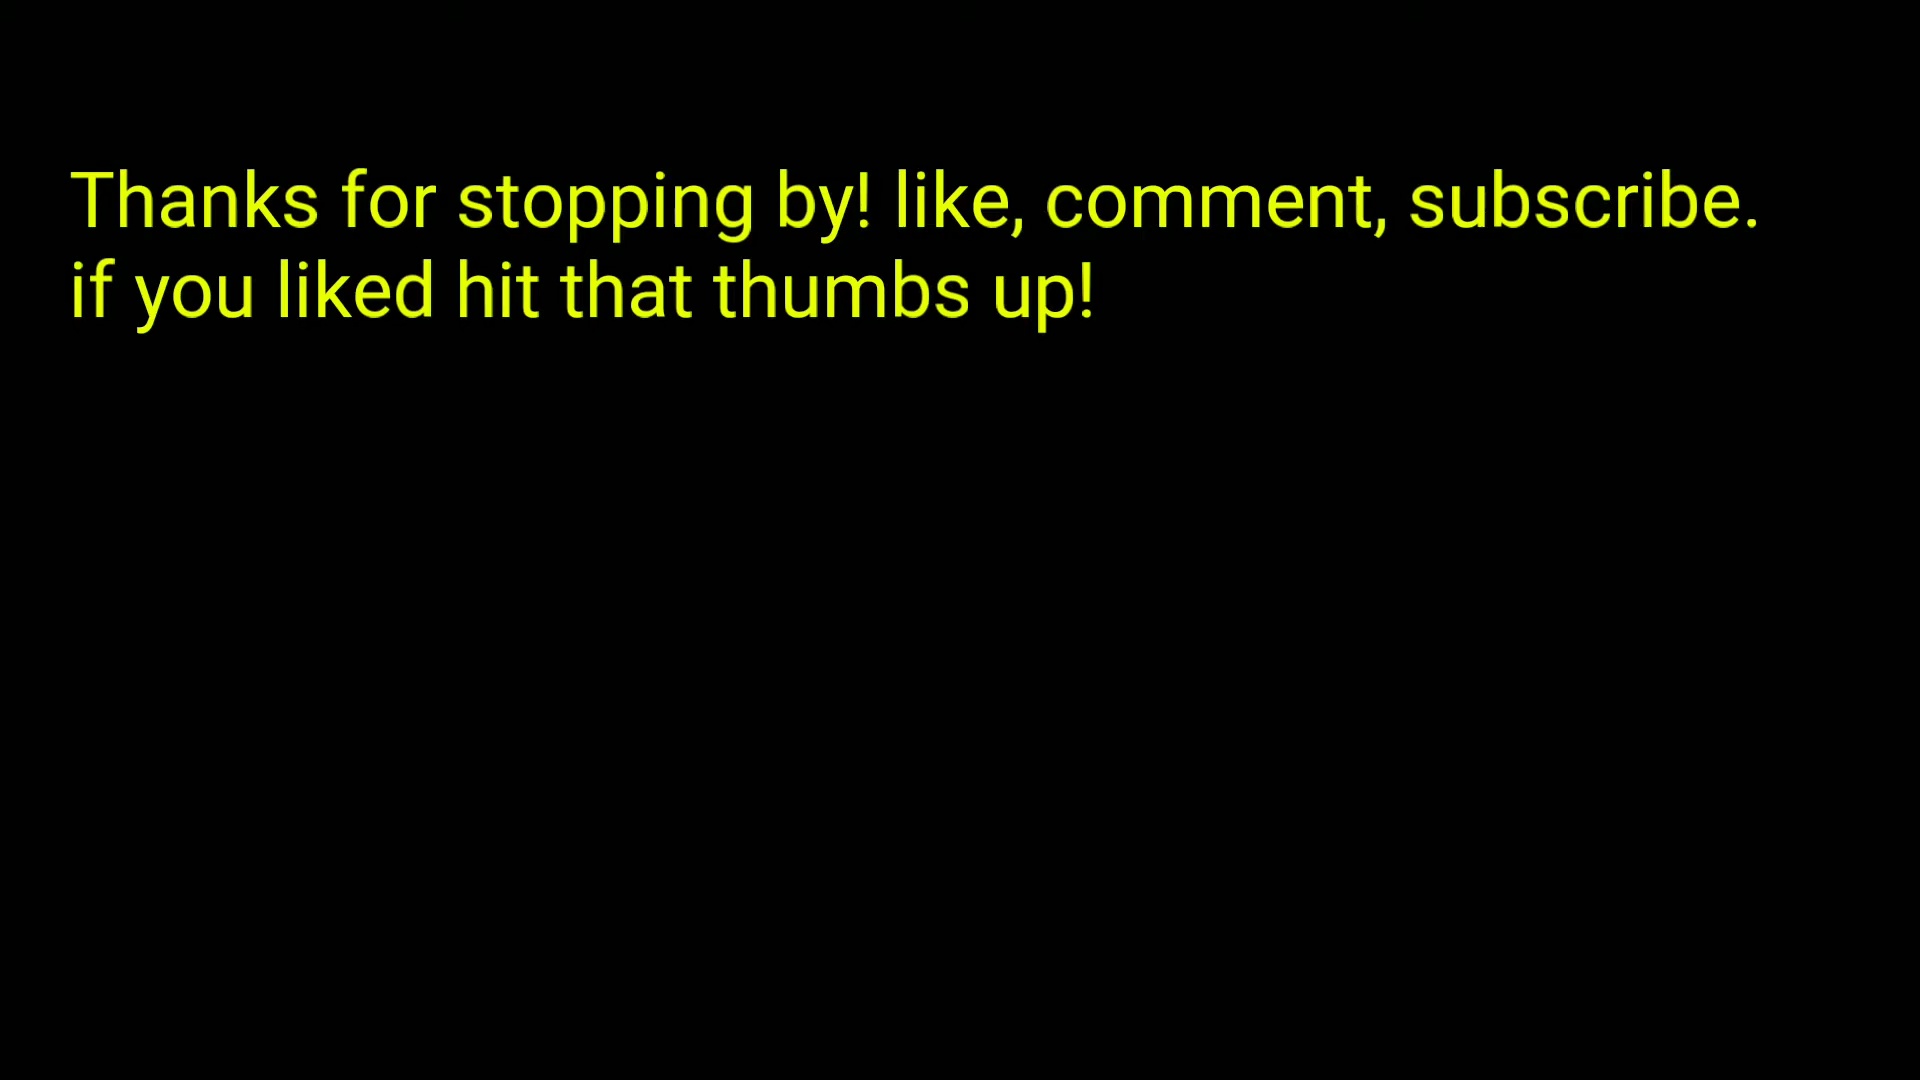 Thanks for stopping by! like, comment, subscribe.
if you liked hit that thumbs up!